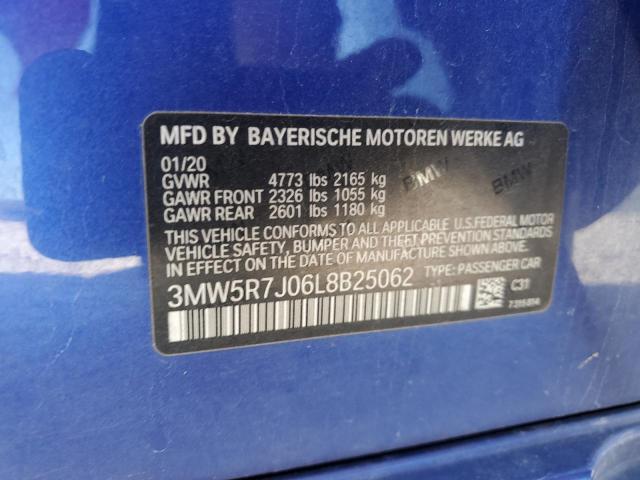 MFD BY BAYERISCHE MOTOREN WERKE AG
01/20
GVWR 4773 lbs 2165 kg
GAWR FRONT 2326 lbs 1055 kg
GAWR REAR 2601 lbs 1180 kg
BMW BMW
THIS VEHICLE CONFORMS TO ALL APPLICABLE U.S.FEDERAL MOTOR
VEHICLE SAFETY, BUMPER AND THEFT PREVENTION STANDARDS
IN EFFECT ON THE DATE OF MANUFACTURE SHOWN ABOVE.
3MW5R7J06L8B25062 TYPE: PASSENGER CAR
C31